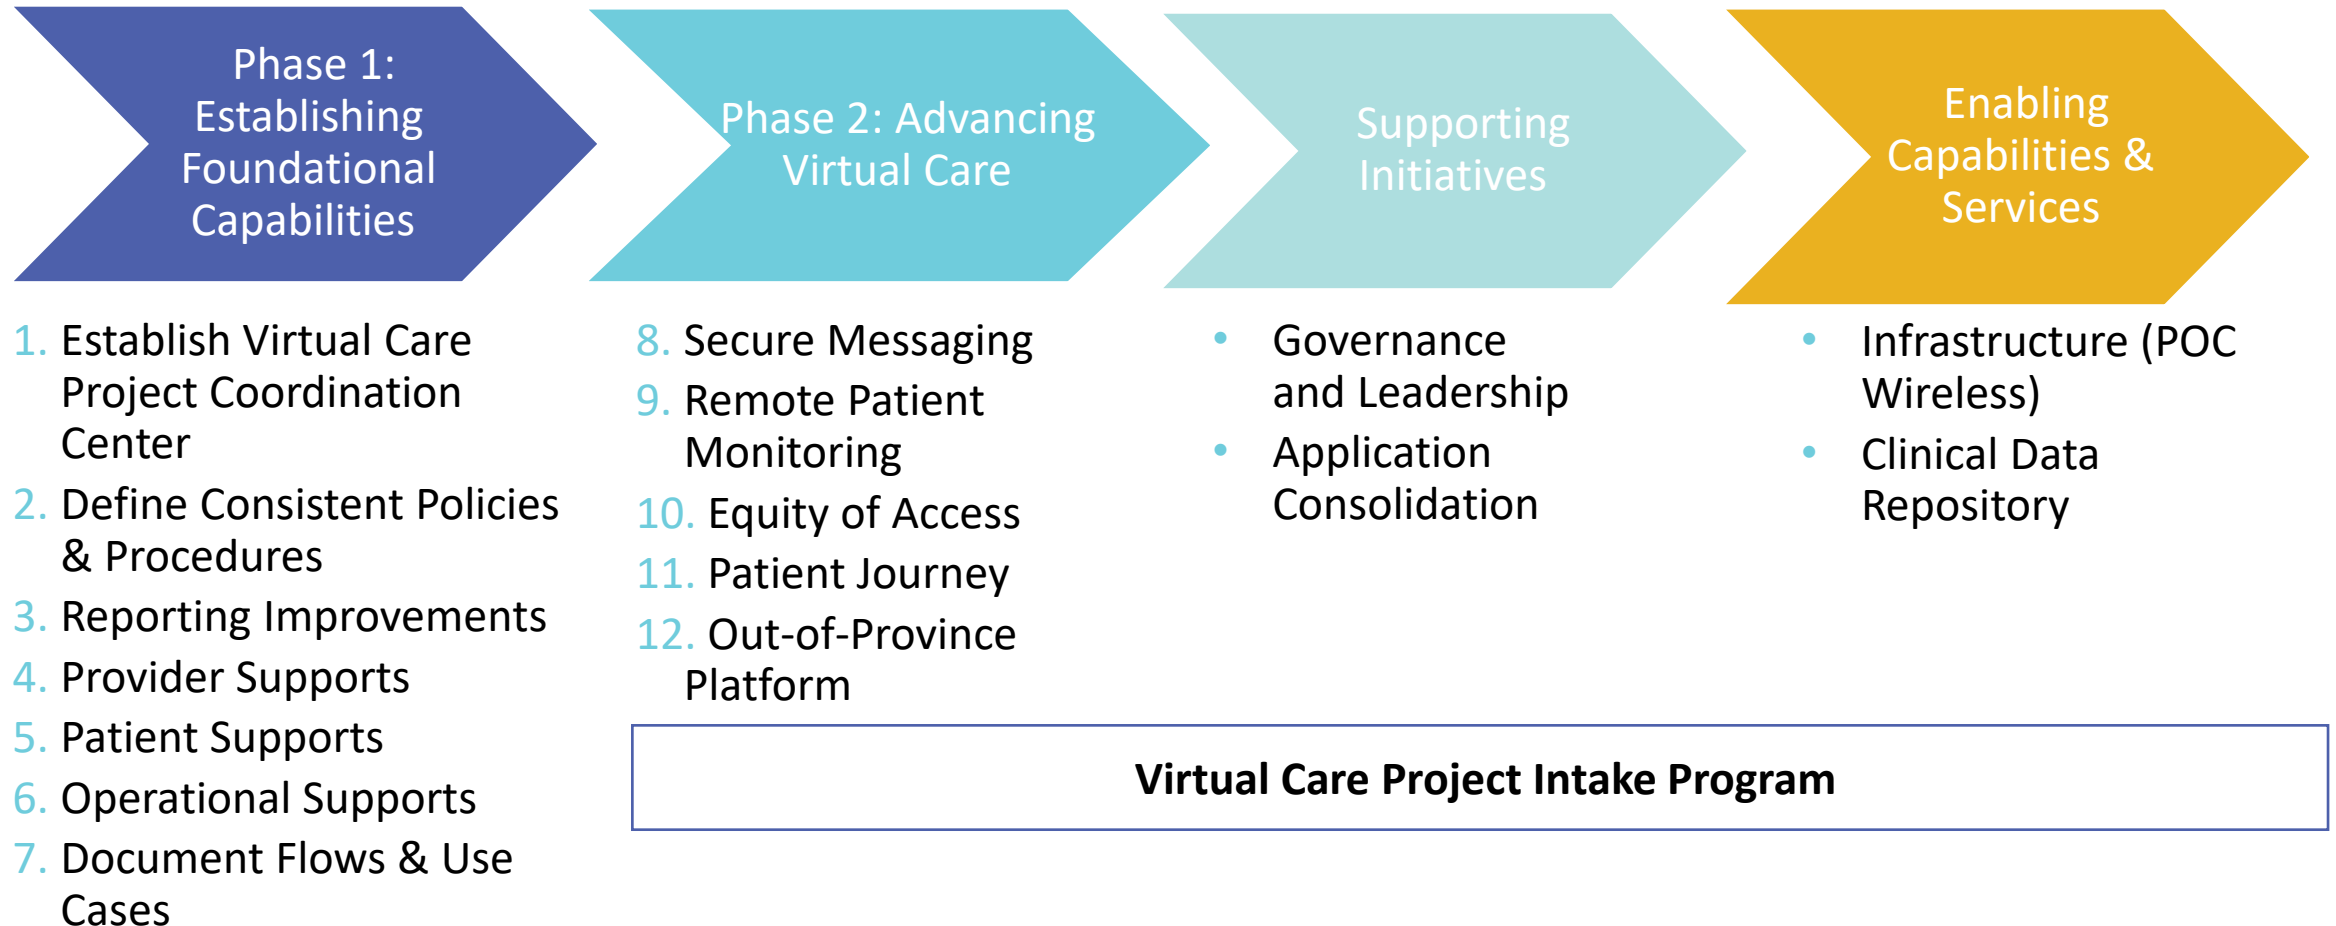 Phase 1:
Establishing
Foundational
Capabilities
Phase 2: Advancing
Virtual Care
Supporting
Initiatives
Enabling
Capabilities &
Services
1. Establish Virtual Care
Project Coordination
Center
2. Define Consistent Policies
& Procedures
3. Reporting Improvements
4. Provider Supports
5. Patient Supports
6. Operational Supports
7. Document Flows & Use
Cases
8. Secure Messaging
9. Remote Patient
Monitoring
10. Equity of Access
11. Patient Journey
12. Out-of-Province
Platform
• Governance
and Leadership
• Application
Consolidation
• Infrastructure (POC
Wireless)
• Clinical Data
Repository
Virtual Care Project Intake Program